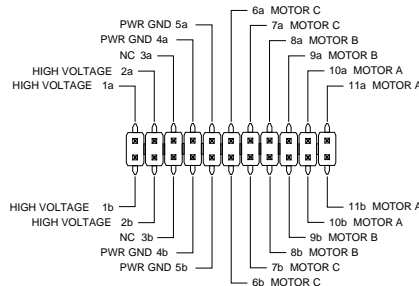 6a MOTOR C
PWR GND 5a
7a MOTOR C
PWR GND 4a
8a MOTOR B
NC 3a
9a MOTOR B
HIGH VOLTAGE 2a
10a MOTOR A
HIGH VOLTAGE 1a
11a MOTOR A
HIGH VOLTAGE 1b
11b MOTOR A
HIGH VOLTAGE 2b
10b MOTOR A
NC 3b
9b MOTOR B
PWR GND 4b
8b MOTOR B
PWR GND 5b
7b MOTOR C
6b MOTOR C